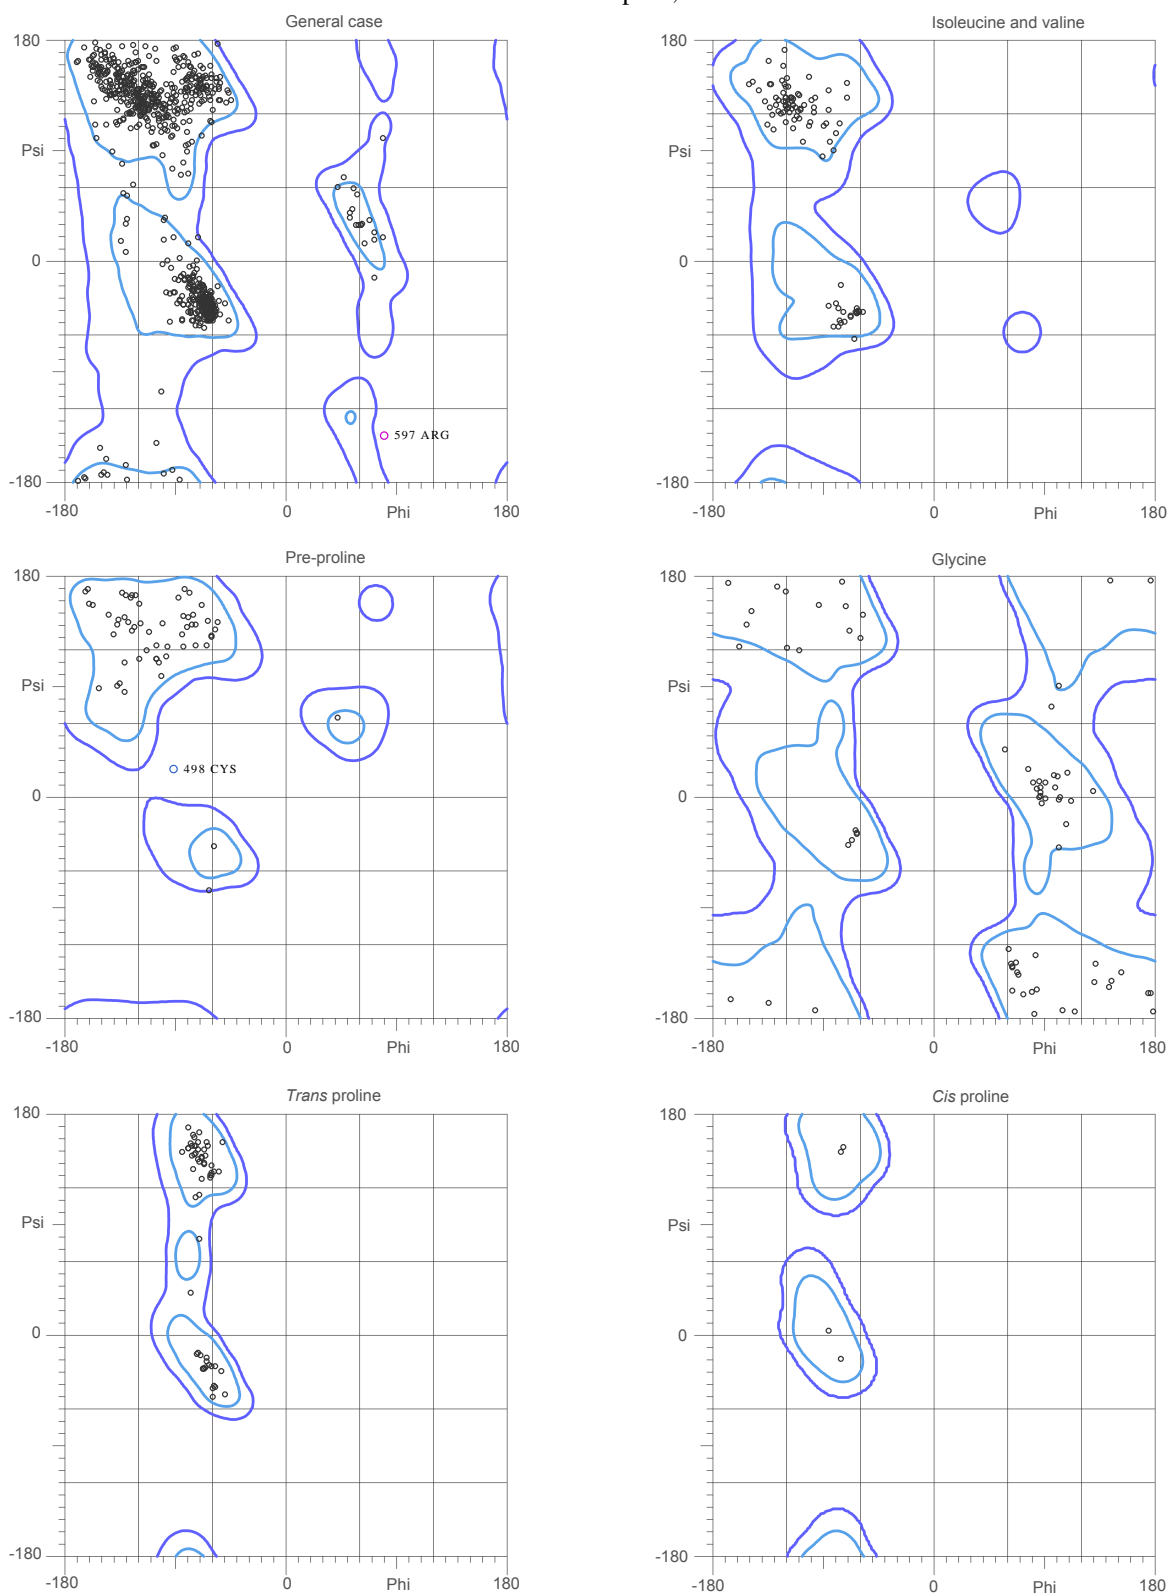 General case
Isoleucine and valine
180
Psi
0
-180
-180
0
Phi
180
597 ARG
180
Psi
0
-180
-180
0
Phi
180
Pre-proline
Glycine
180
Psi
0
-180
-180
0
Phi
180
498 CYS
180
Psi
0
-180
-180
0
Phi
180
Trans proline
Cis proline
180
Psi
0
-180
-180
0
Phi
180
180
Psi
0
-180
-180
0
Phi
180